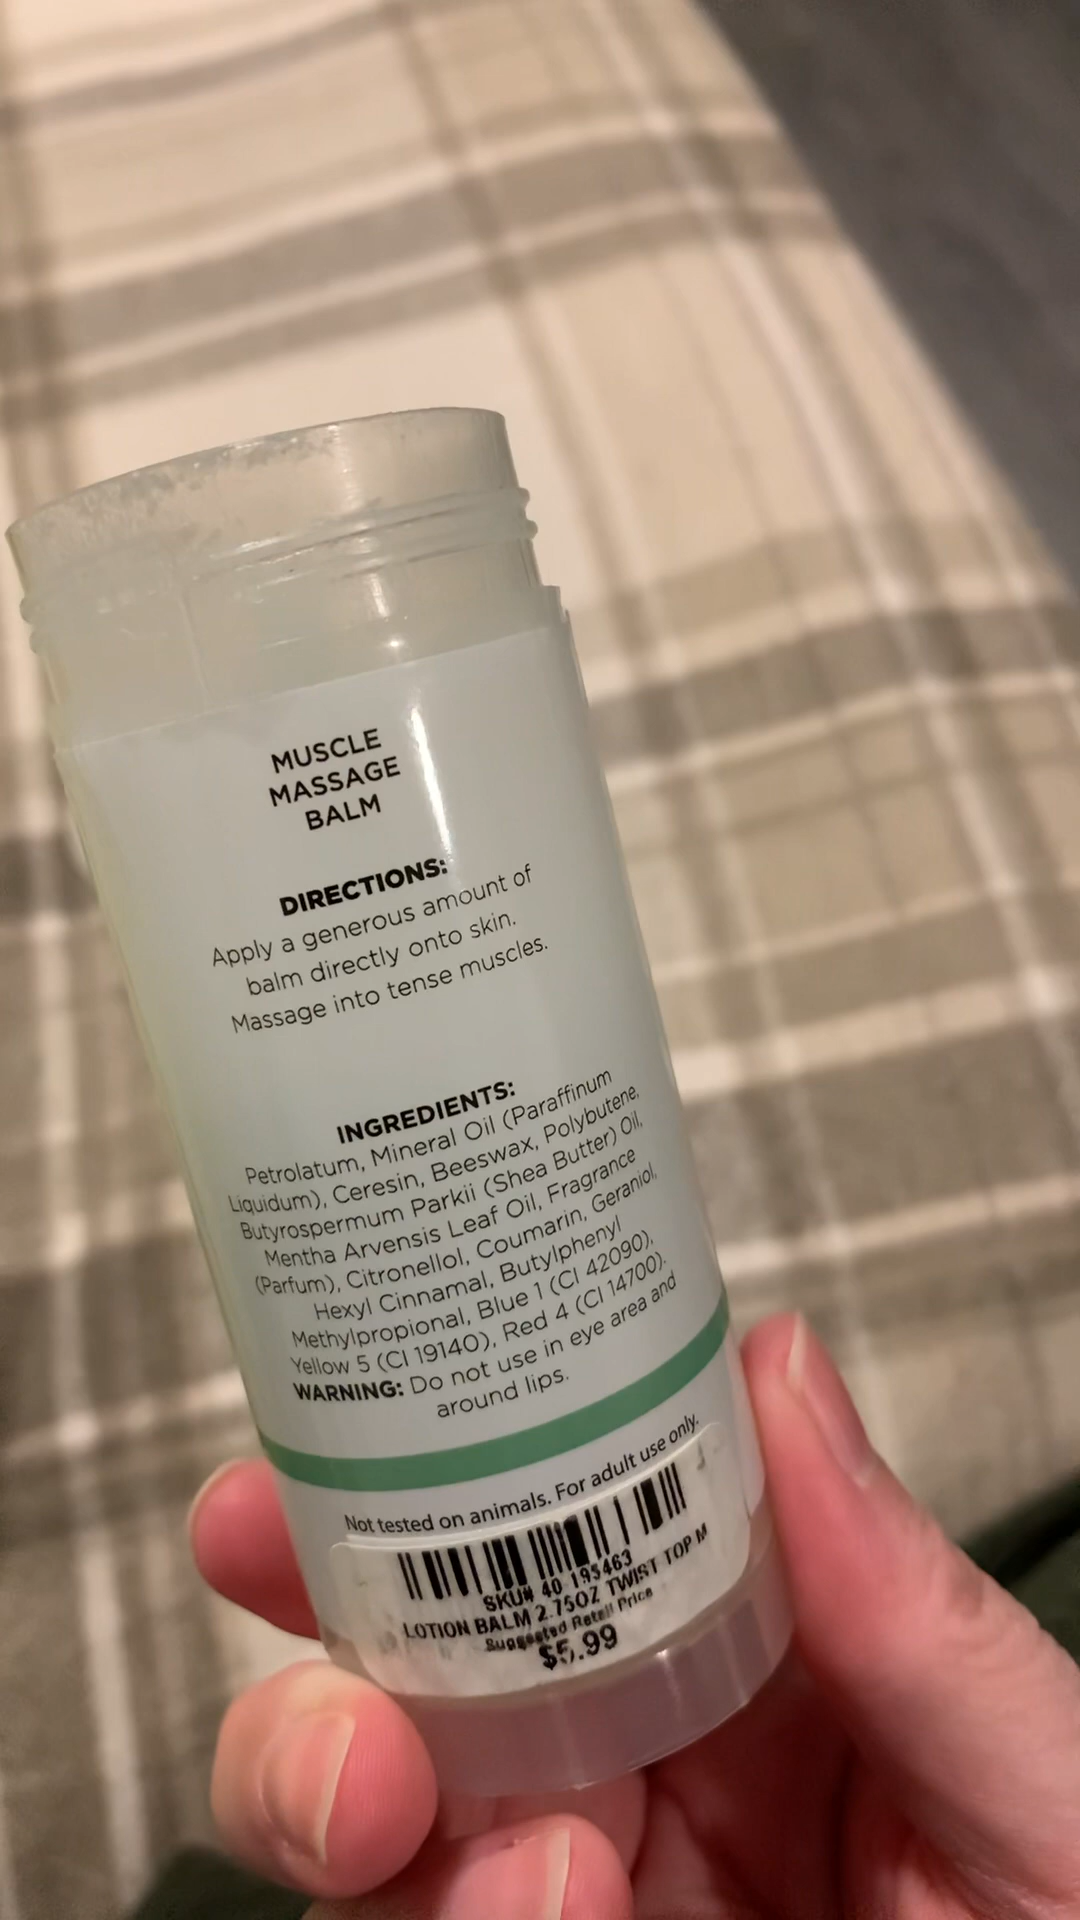 MUSCLE
MASSAGE
BALM
DIRECTIONS:
Apply a generous amount of
balm directly onto skin.
Massage into tense muscles.
INGREDIENTS:
Petrolatum, Mineral Oil (Paraffinum
Liquidum), Ceresin, Beeswax, Polybutene,
Butyrospermum Parkii (Shea Butter) Oil,
Mentha Arvensis Leaf Oil, Fragrance
(Parfum), Citronellol, Coumarin, Geraniol,
Hexyl Cinnamal, Butylphenyl
Methylpropional, Blue 1 (CI 42090),
Yellow 5 (CI 19140), Red 4 (CI 14700).
WARNING: Do not use in eye area and
around lips.
Not tested on animals. For adult use only.
SKU# 40 195463
LOTION BALM 2.75OZ TWIST TOP M
Suggested Retail Price
$5.99